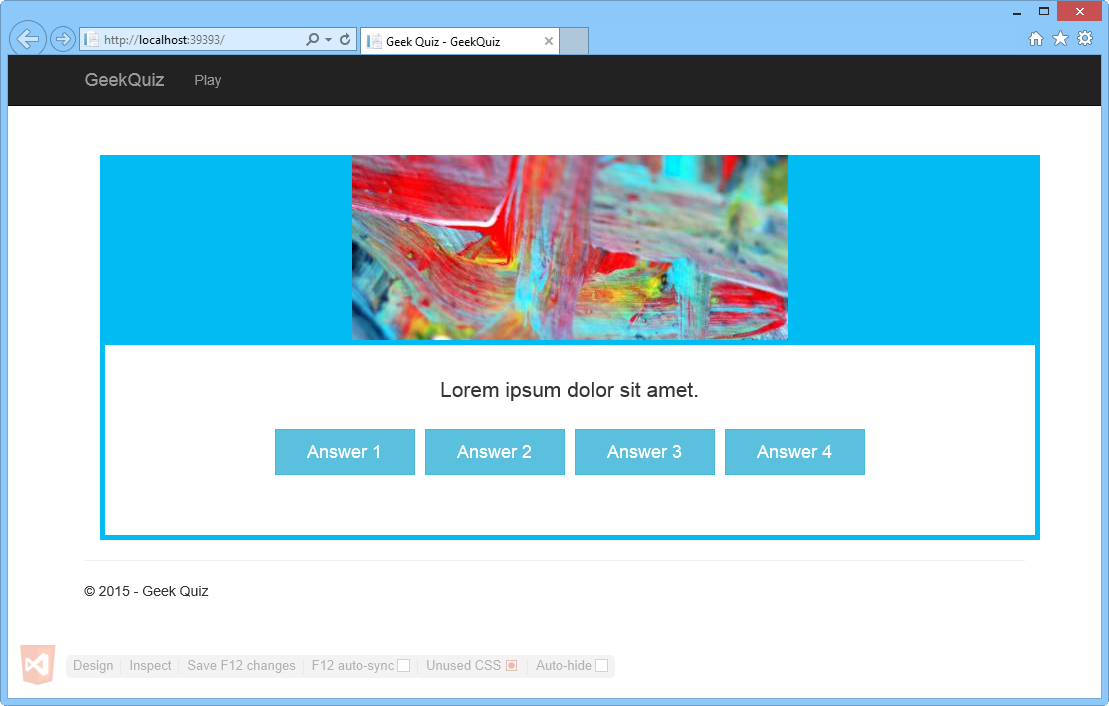 http://localhost:39393/
Geek Quiz - GeekQuiz
GeekQuiz Play
Lorem ipsum dolor sit amet.
Answer 1 Answer 2 Answer 3 Answer 4
© 2015 - Geek Quiz
Design Inspect Save F12 changes F12 auto-sync Unused CSS Auto-hide